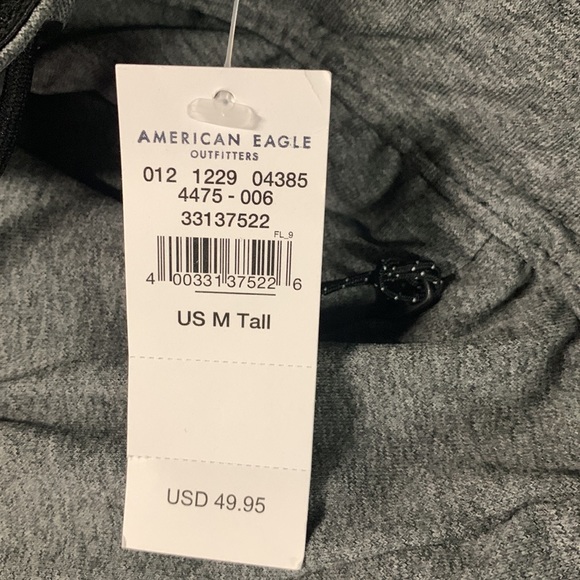 AMERICAN EAGLE
OUTFITTERS
012 1229 04385
4475-006
33137522
FL_9
4 00331 37522 6
US M Tall
USD 49.95